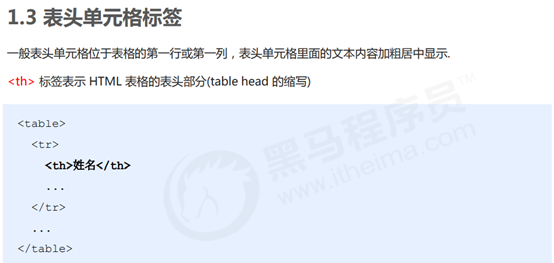 1.3 表头单元格标签
一般表头单元格位于表格的第一行或第一列，表头单元格里面的文本内容加粗居中显示.
<th> 标签表示 HTML 表格的表头部分(table head 的缩写)
<table>
<tr>
<th>姓名</th>
...
</tr>
...
</table>
黑马程序员™
www.itheima.com